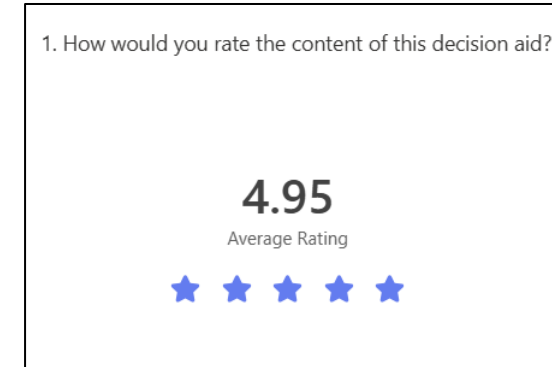 1. How would you rate the content of this decision aid?
4.95
Average Rating